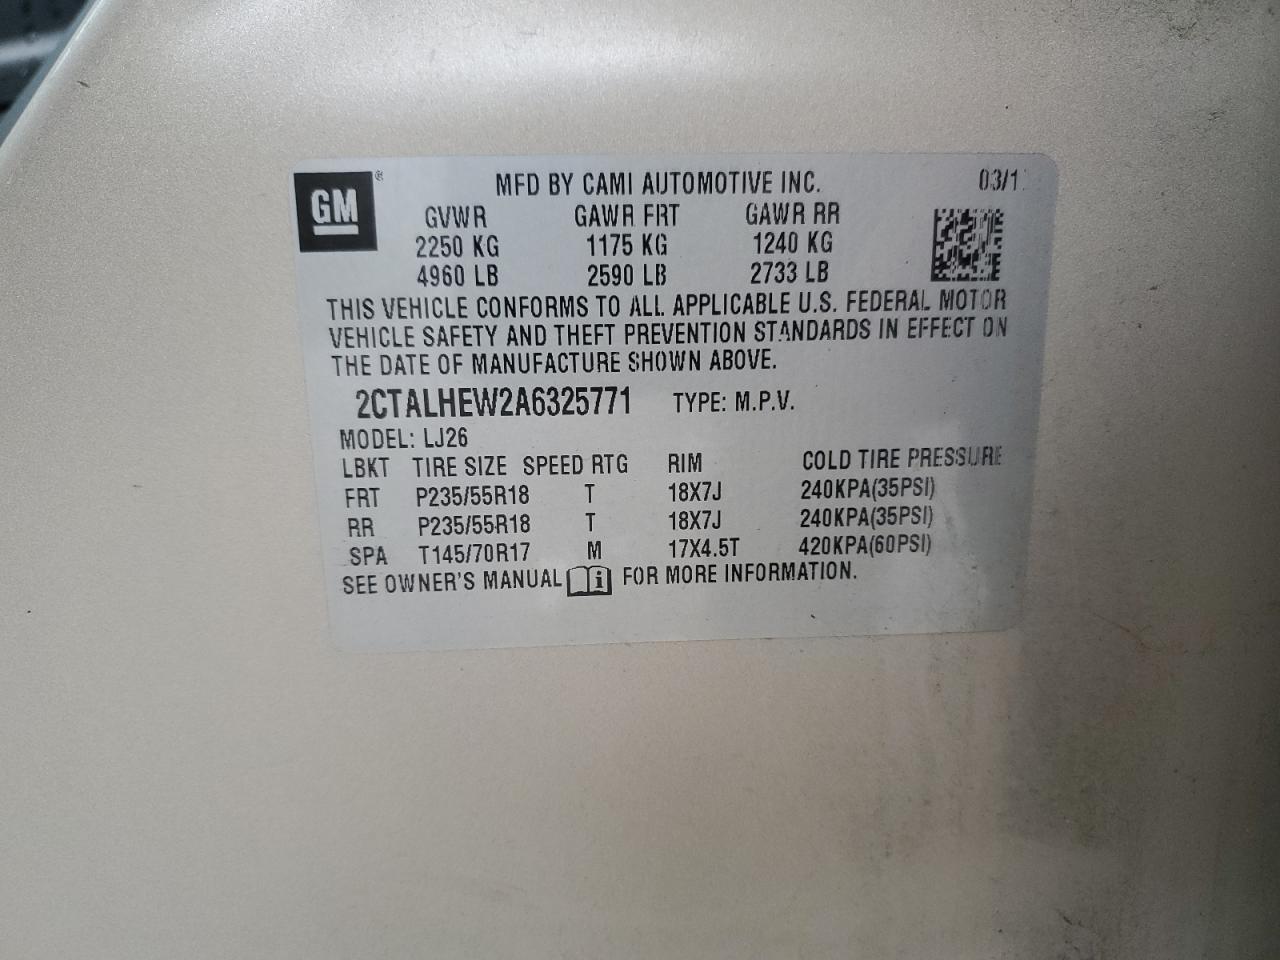 GM ® MFD BY CAMI AUTOMOTIVE INC. 03/1
GVWR GAWR FRT GAWR RR
2250 KG 1175 KG 1240 KG
4960 LB 2590 LB 2733 LB
THIS VEHICLE CONFORMS TO ALL APPLICABLE U.S. FEDERAL MOTOR
VEHICLE SAFETY AND THEFT PREVENTION STANDARDS IN EFFECT ON
THE DATE OF MANUFACTURE SHOWN ABOVE.
2CTALHEW2A6325771 TYPE: M.P.V.
MODEL: LJ26
LBKT TIRE SIZE SPEED RTG RIM COLD TIRE PRESSURE
FRT P235/55R18 T 18X7J 240KPA(35PSI)
RR P235/55R18 T 18X7J 240KPA(35PSI)
SPA T145/70R17 M 17X4.5T 420KPA(60PSI)
SEE OWNER'S MANUAL i FOR MORE INFORMATION.